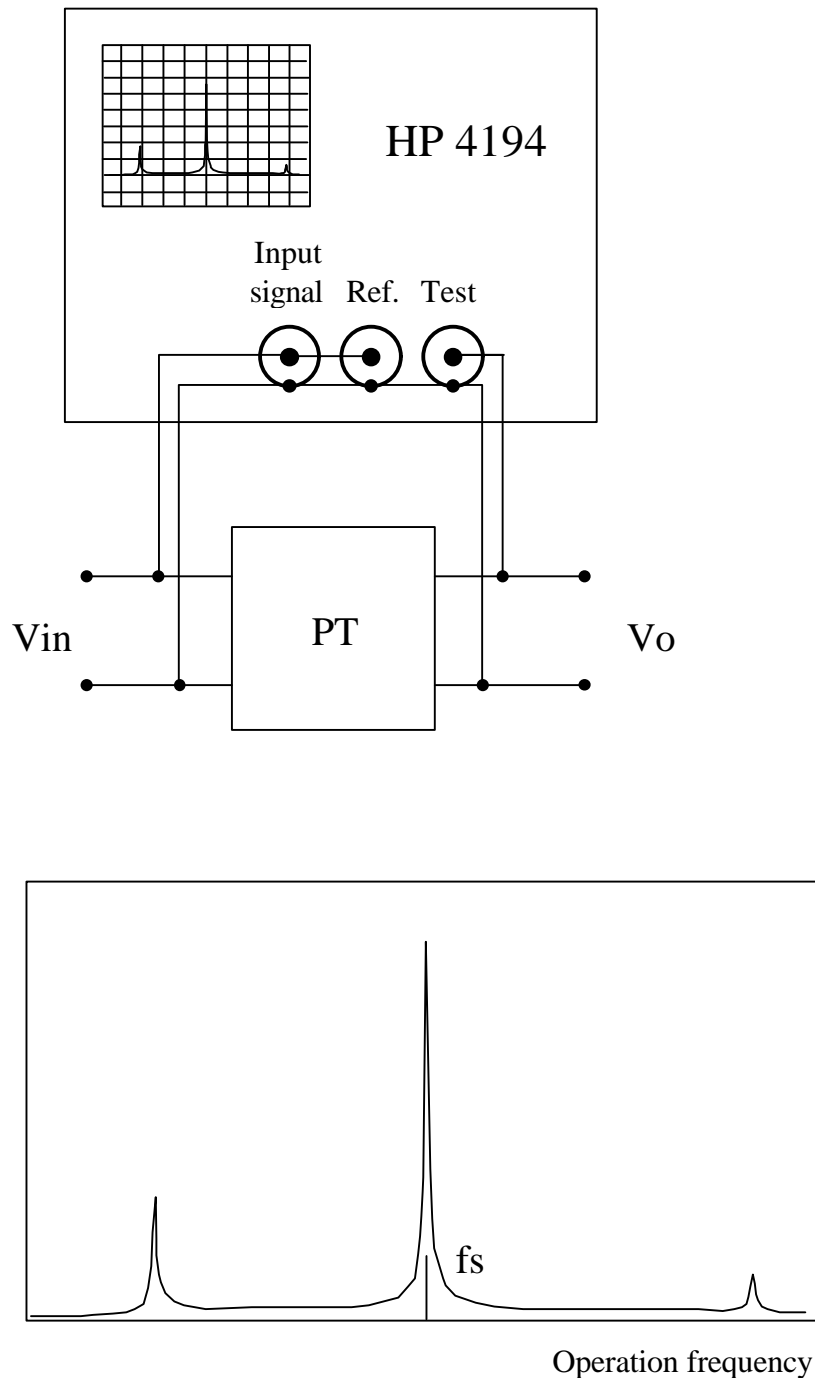 HP 4194
Input
signal Ref. Test
Vin PT Vo
fs
Operation frequency